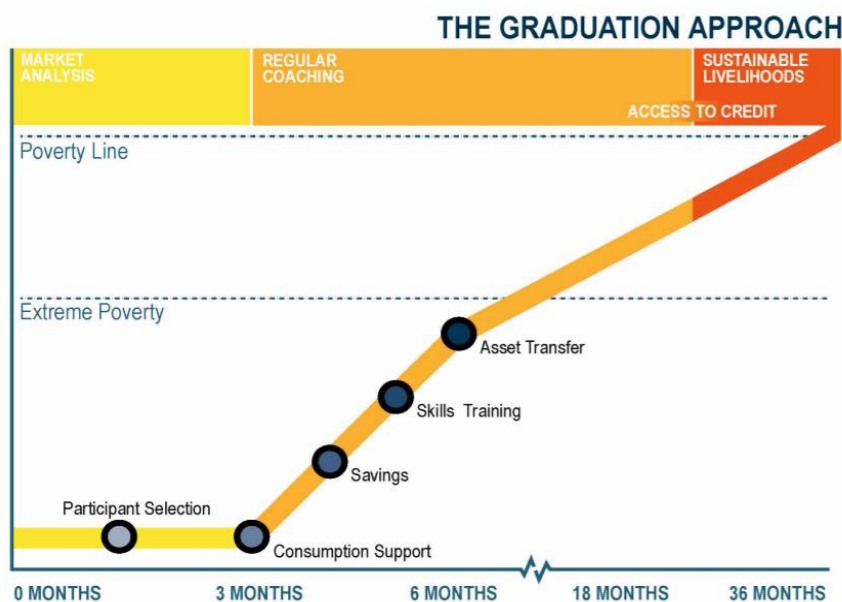 THE GRADUATION APPROACH
MARKET
ANALYSIS
REGULAR
COACHING
SUSTAINABLE
LIVELIHOODS
ACCESS TO CREDIT
Poverty Line
Extreme Poverty
Asset Transfer
Skills Training
Savings
Participant Selection
Consumption Support
0 MONTHS
3 MONTHS
6 MONTHS
18 MONTHS
36 MONTHS